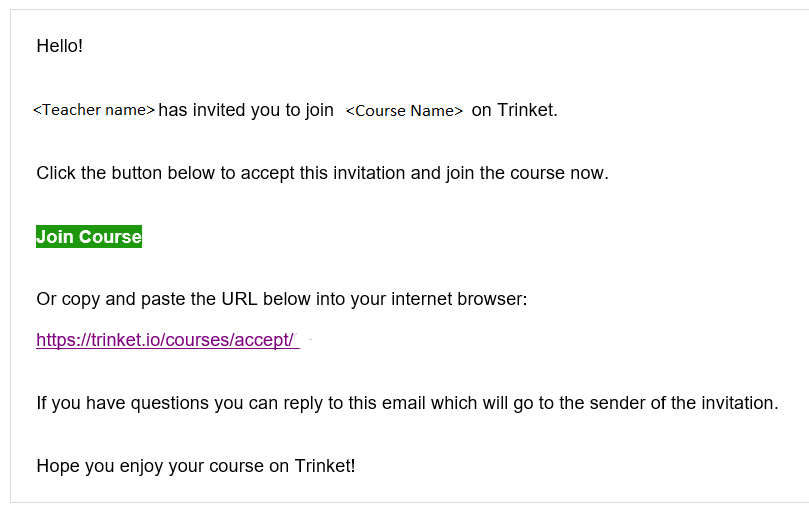 Hello!
<Teacher name> has invited you to join <Course Name> on Trinket.
Click the button below to accept this invitation and join the course now.
Join Course
Or copy and paste the URL below into your internet browser:
https://trinket.io/courses/accept/
If you have questions you can reply to this email which will go to the sender of the invitation.
Hope you enjoy your course on Trinket!